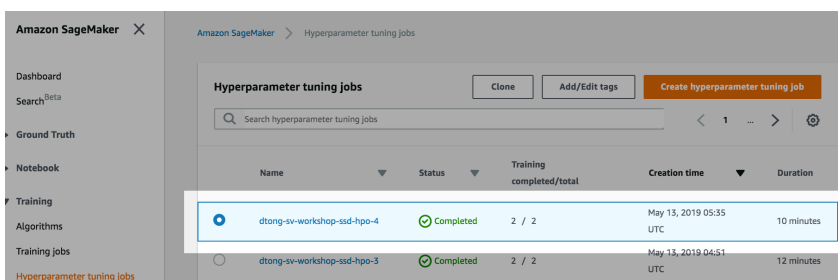 Amazon SageMaker
Amazon SageMaker Hyperparameter tuning jobs
Dashboard
Search Beta
Ground Truth
Notebook
Training
Algorithms
Training jobs
Hyperparameter tuning jobs
Hyperparameter tuning jobs Clone Add/Edit tags Create hyperparameter tuning job
Search hyperparameter tuning jobs 1 ...
Name Status Training completed/total Creation time Duration
dtong-sv-workshop-ssd-hpo-4 Completed 2 / 2 May 13, 2019 05:35 UTC 10 minutes
dtong-sv-workshop-ssd-hpo-3 Completed 2 / 2 May 13, 2019 04:51 UTC 12 minutes